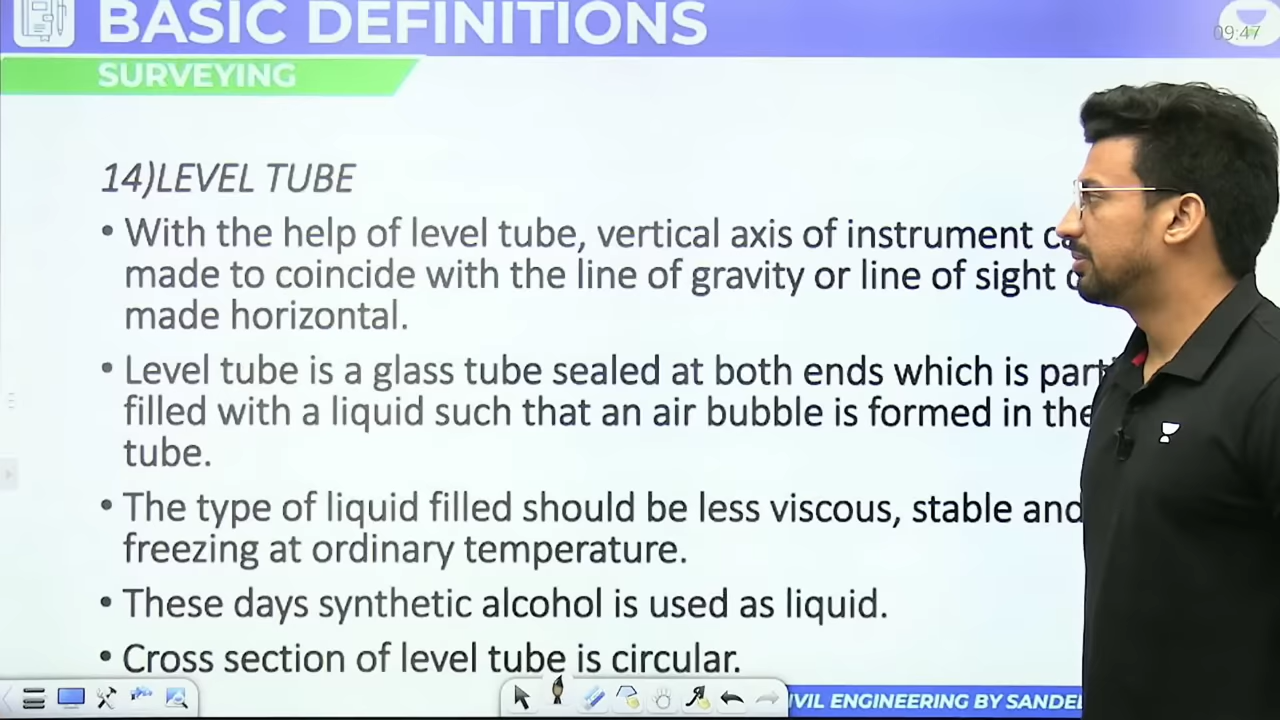 BASIC DEFINITIONS
09:47
SURVEYING
14)LEVEL TUBE
• With the help of level tube, vertical axis of instrument
made to coincide with the line of gravity or line of sight
made horizontal.
• Level tube is a glass tube sealed at both ends which is
filled with a liquid such that an air bubble is formed in the
tube.
• The type of liquid filled should be less viscous, stable and
freezing at ordinary temperature.
• These days synthetic alcohol is used as liquid.
• Cross section of level tube is circular.
IVIL ENGINEERING BY SANDE